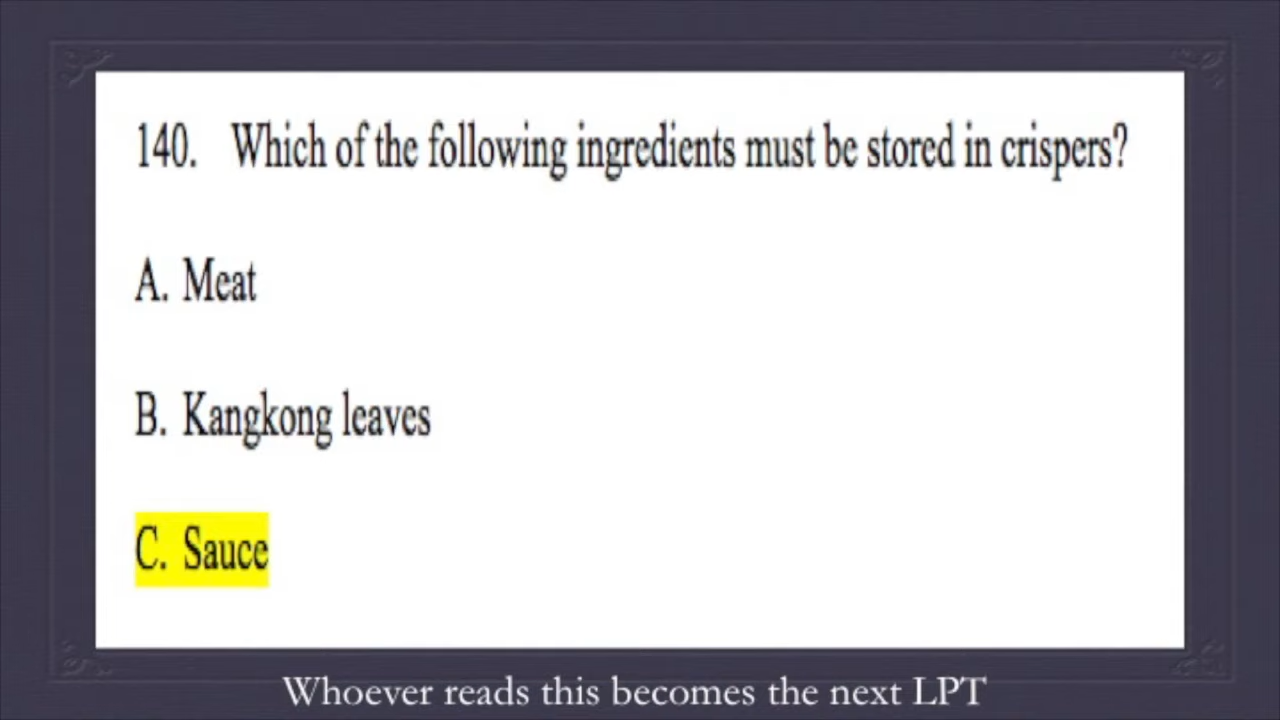 140. Which of the following ingredients must be stored in crispers?
A. Meat
B. Kangkong leaves
C. Sauce
Whoever reads this becomes the next LPT